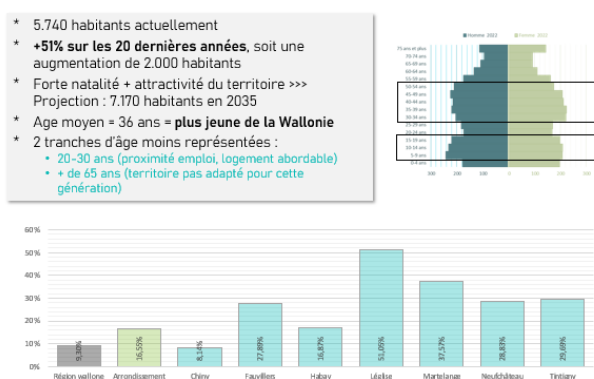 * 5.740 habitants actuellement
* +51% sur les 20 dernières années, soit une
augmentation de 2.000 habitants
* Forte natalité + attractivité du territoire >>>
Projection : 7.170 habitants en 2035
* Age moyen = 36 ans = plus jeune de la Wallonie
* 2 tranches d'âge moins représentées :
• 20-30 ans (proximité emploi, logement abordable)
• + de 65 ans (territoire pas adapté pour cette
génération)
Homme 2022 Femme 2022
75 ans et plus
70-74 ans
65-69 ans
60-64 ans
55-59 ans
50-54 ans
45-49 ans
40-44 ans
35-39 ans
30-34 ans
25-29 ans
20-24 ans
15-19 ans
10-14 ans
5-9 ans
0-4 ans
300 200 100 0 100 200 300
60%
50%
40%
30%
20%
10%
0%
9,30% 16,55% 8,14% 27,89% 16,87% 51,05% 37,57% 28,83% 29,69%
Région wallone Arrondissement Chiny Fauvillers Habay Léglise Martelange Neufchâteau Tintigny